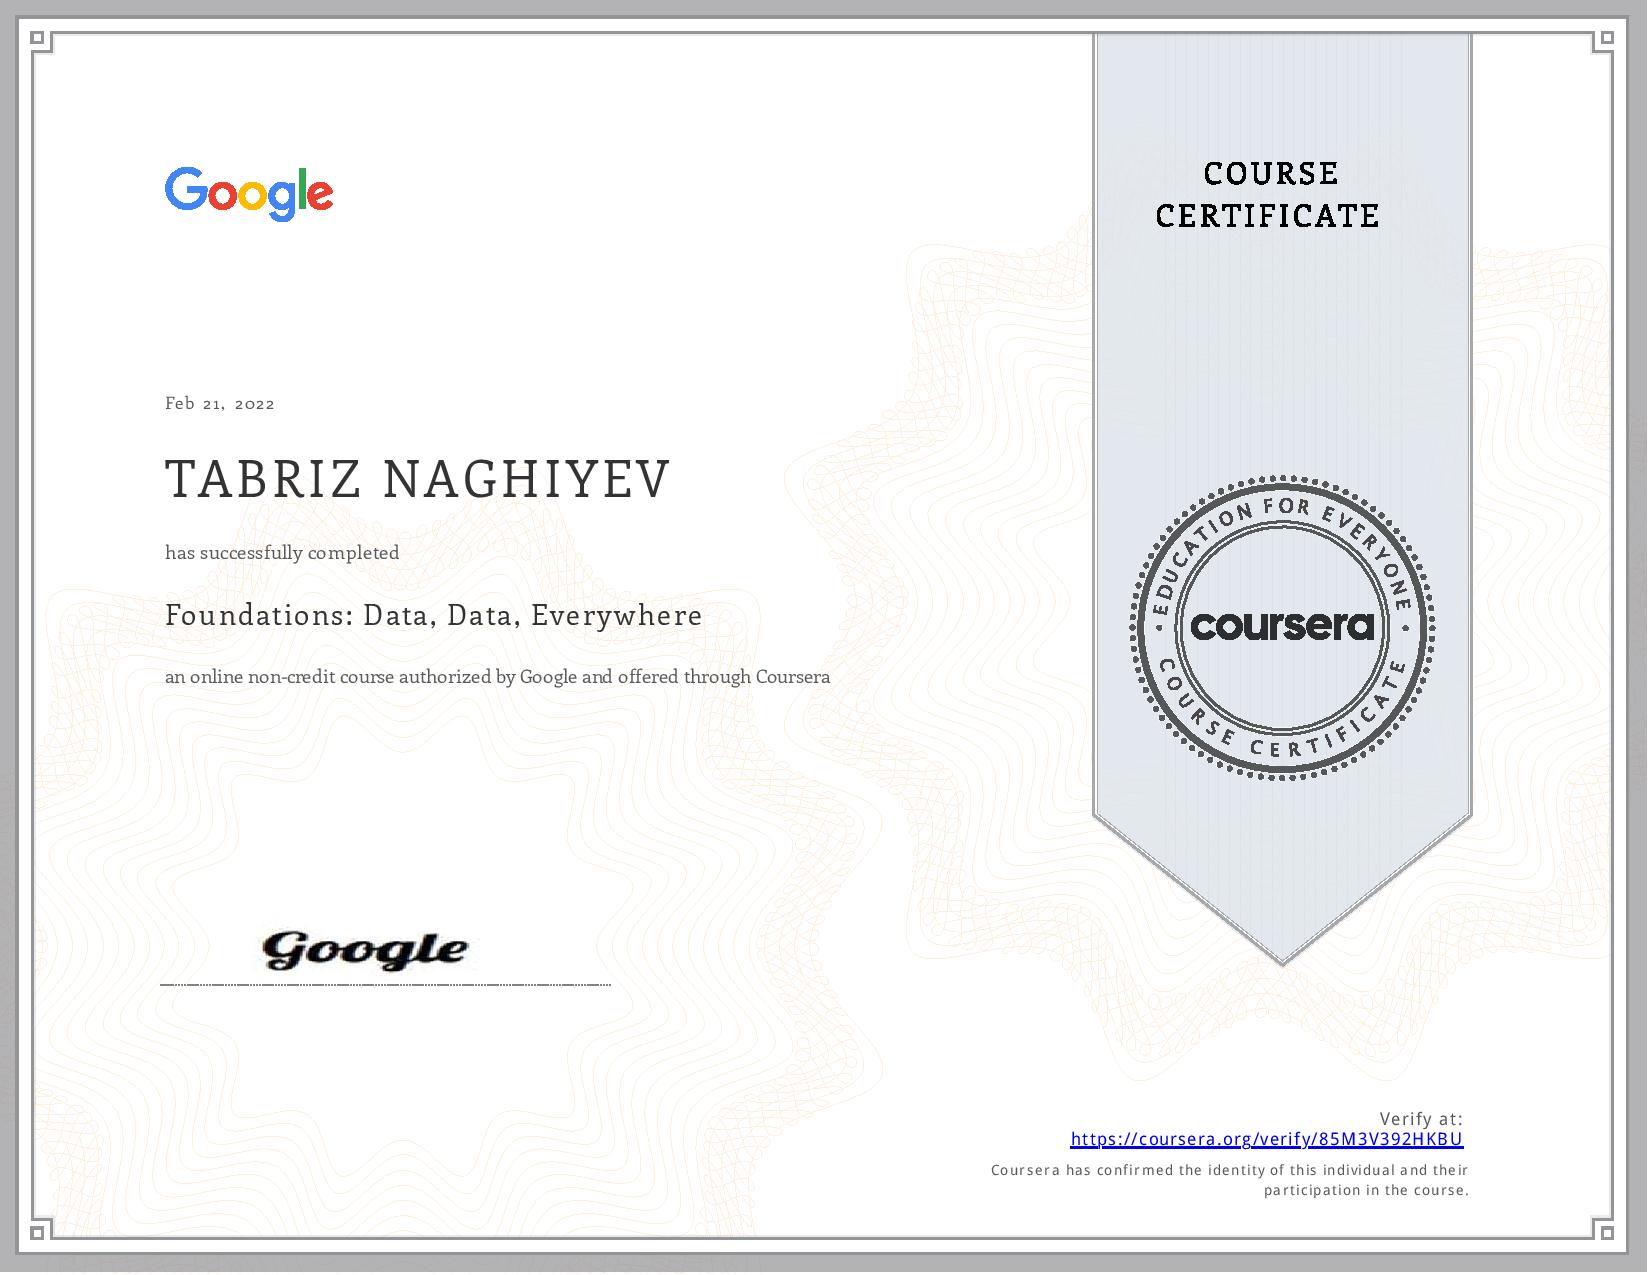 Google
COURSE
CERTIFICATE
Feb 21, 2022
TABRIZ NAGHIYEV
has successfully completed
Foundations: Data, Data, Everywhere
an online non-credit course authorized by Google and offered through Coursera
EDUCATION FOR EVERYONE
coursera
COURSE CERTIFICATE
Google
Verify at:
https://coursera.org/verify/85M3V392HKBU
Coursera has confirmed the identity of this individual and their
participation in the course.